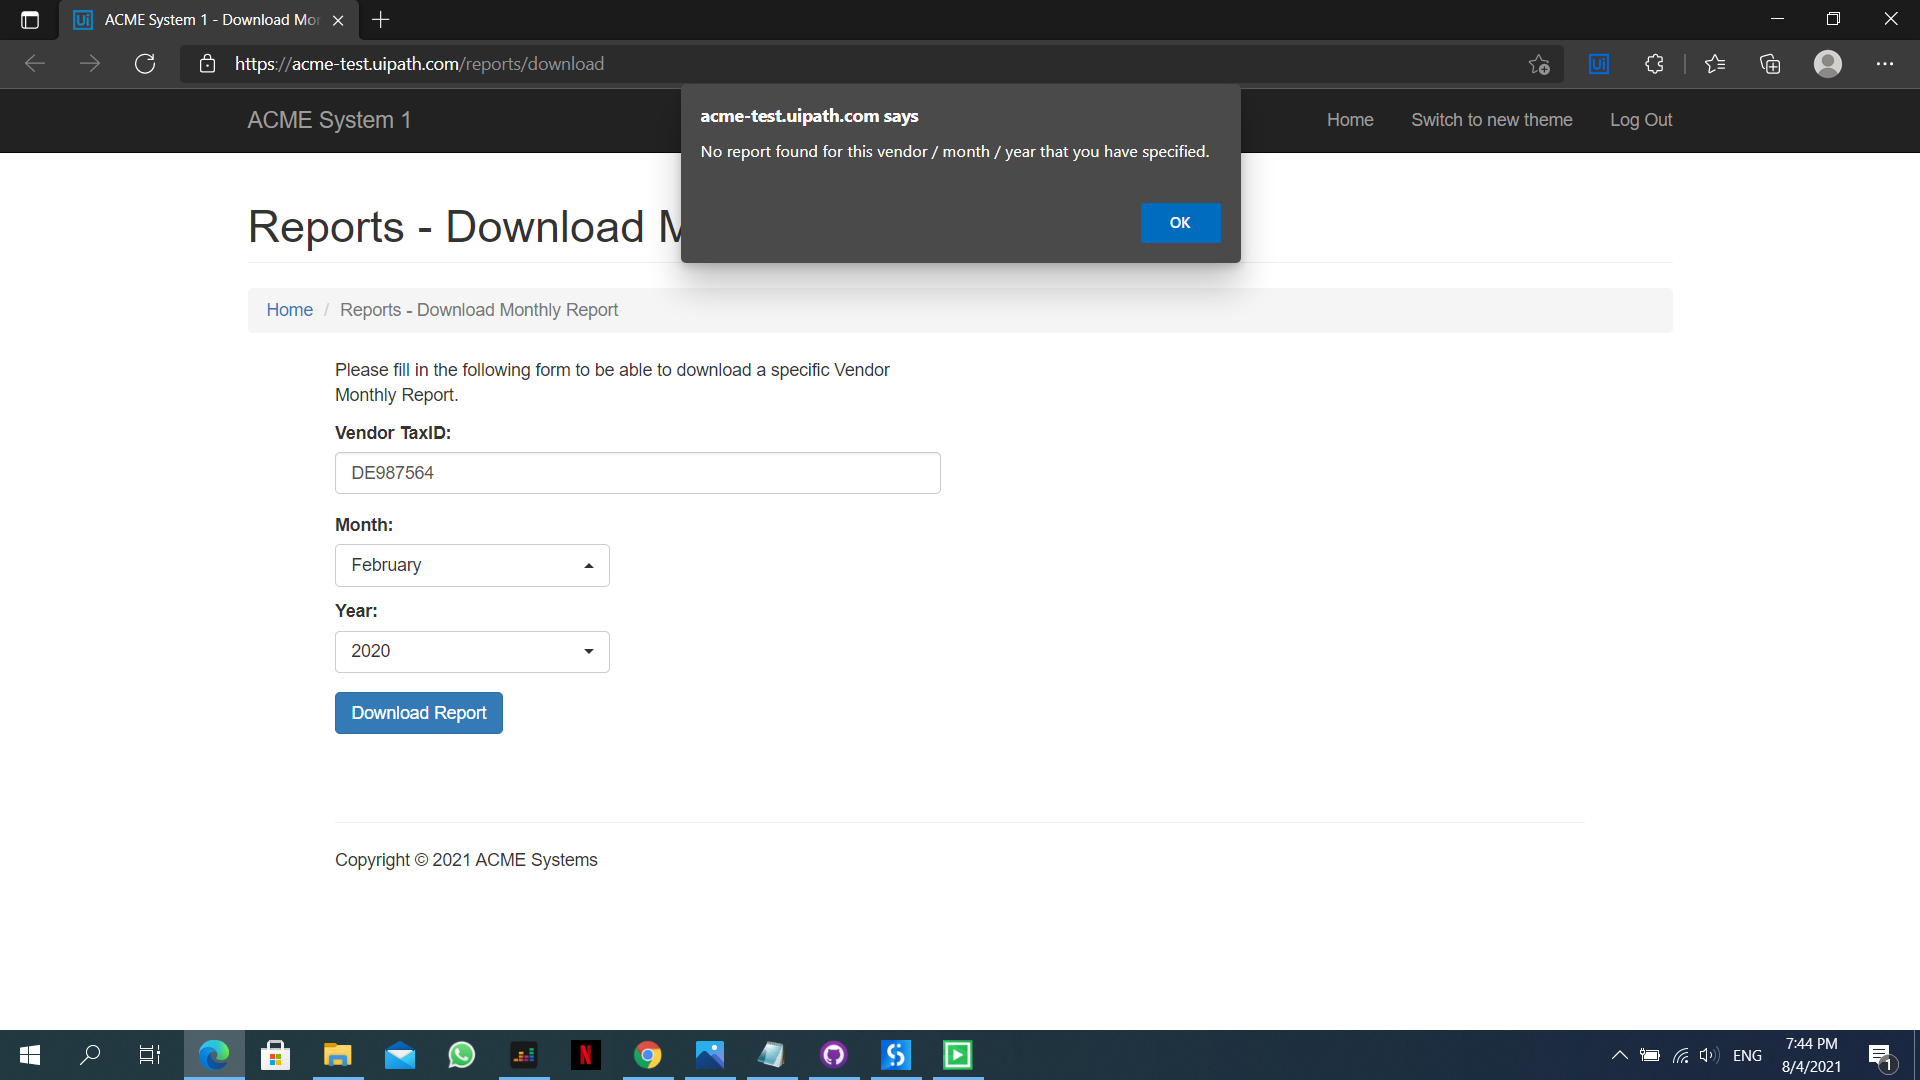 ACME System 1 - Download Mo
https://acme-test.uipath.com/reports/download
ACME System 1
Home
Switch to new theme
Log Out
acme-test.uipath.com says
No report found for this vendor / month / year that you have specified.
OK
Reports - Download M
Home / Reports - Download Monthly Report
Please fill in the following form to be able to download a specific Vendor
Monthly Report.
Vendor TaxID:
DE987564
Month:
February
Year:
2020
Download Report
Copyright © 2021 ACME Systems
ENG
7:44 PM
8/4/2021
1